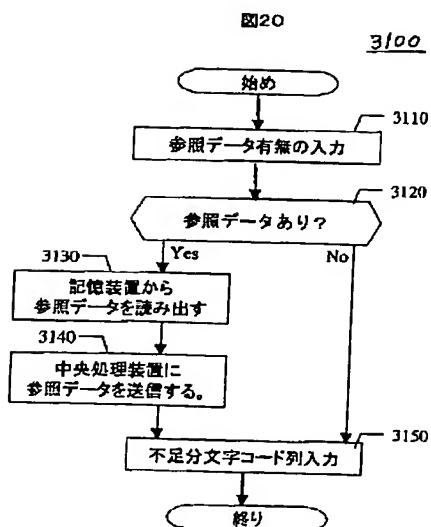 図20
3100
始め
3110
参照データ有無の入力
3120
参照データあり?
Yes
No
3130
記憶装置から
参照データを読み出す
3140
中央処理装置に
参照データを送信する。
3150
不足分文字コード列入力
終り